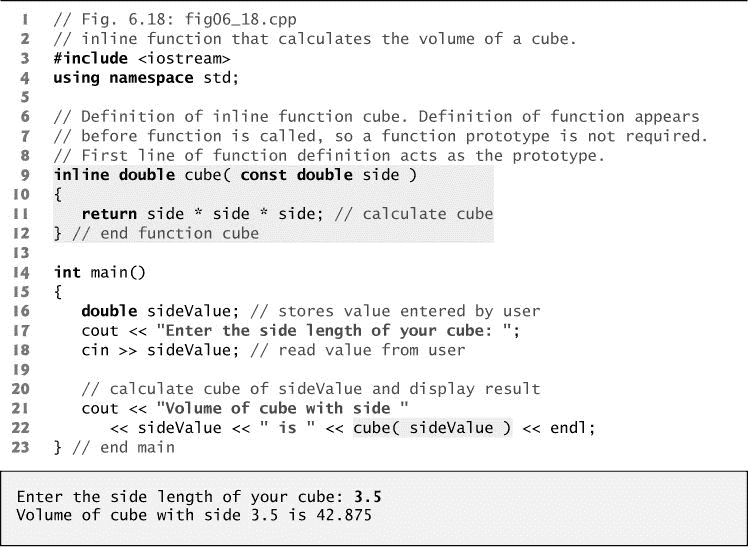 1 // Fig. 6.18: fig06_18.cpp
2 // inline function that calculates the volume of a cube.
3 #include <iostream>
4 using namespace std;
5
6 // Definition of inline function cube. Definition of function appears
7 // before function is called, so a function prototype is not required.
8 // First line of function definition acts as the prototype.
9 inline double cube( const double side )
10 {
11    return side * side * side; // calculate cube
12 } // end function cube
13
14 int main()
15 {
16    double sideValue; // stores value entered by user
17    cout << "Enter the side length of your cube: ";
18    cin >> sideValue; // read value from user
19
20    // calculate cube of sideValue and display result
21    cout << "Volume of cube with side "
22       << sideValue << " is " << cube( sideValue ) << endl;
23 } // end main
Enter the side length of your cube: 3.5
Volume of cube with side 3.5 is 42.875